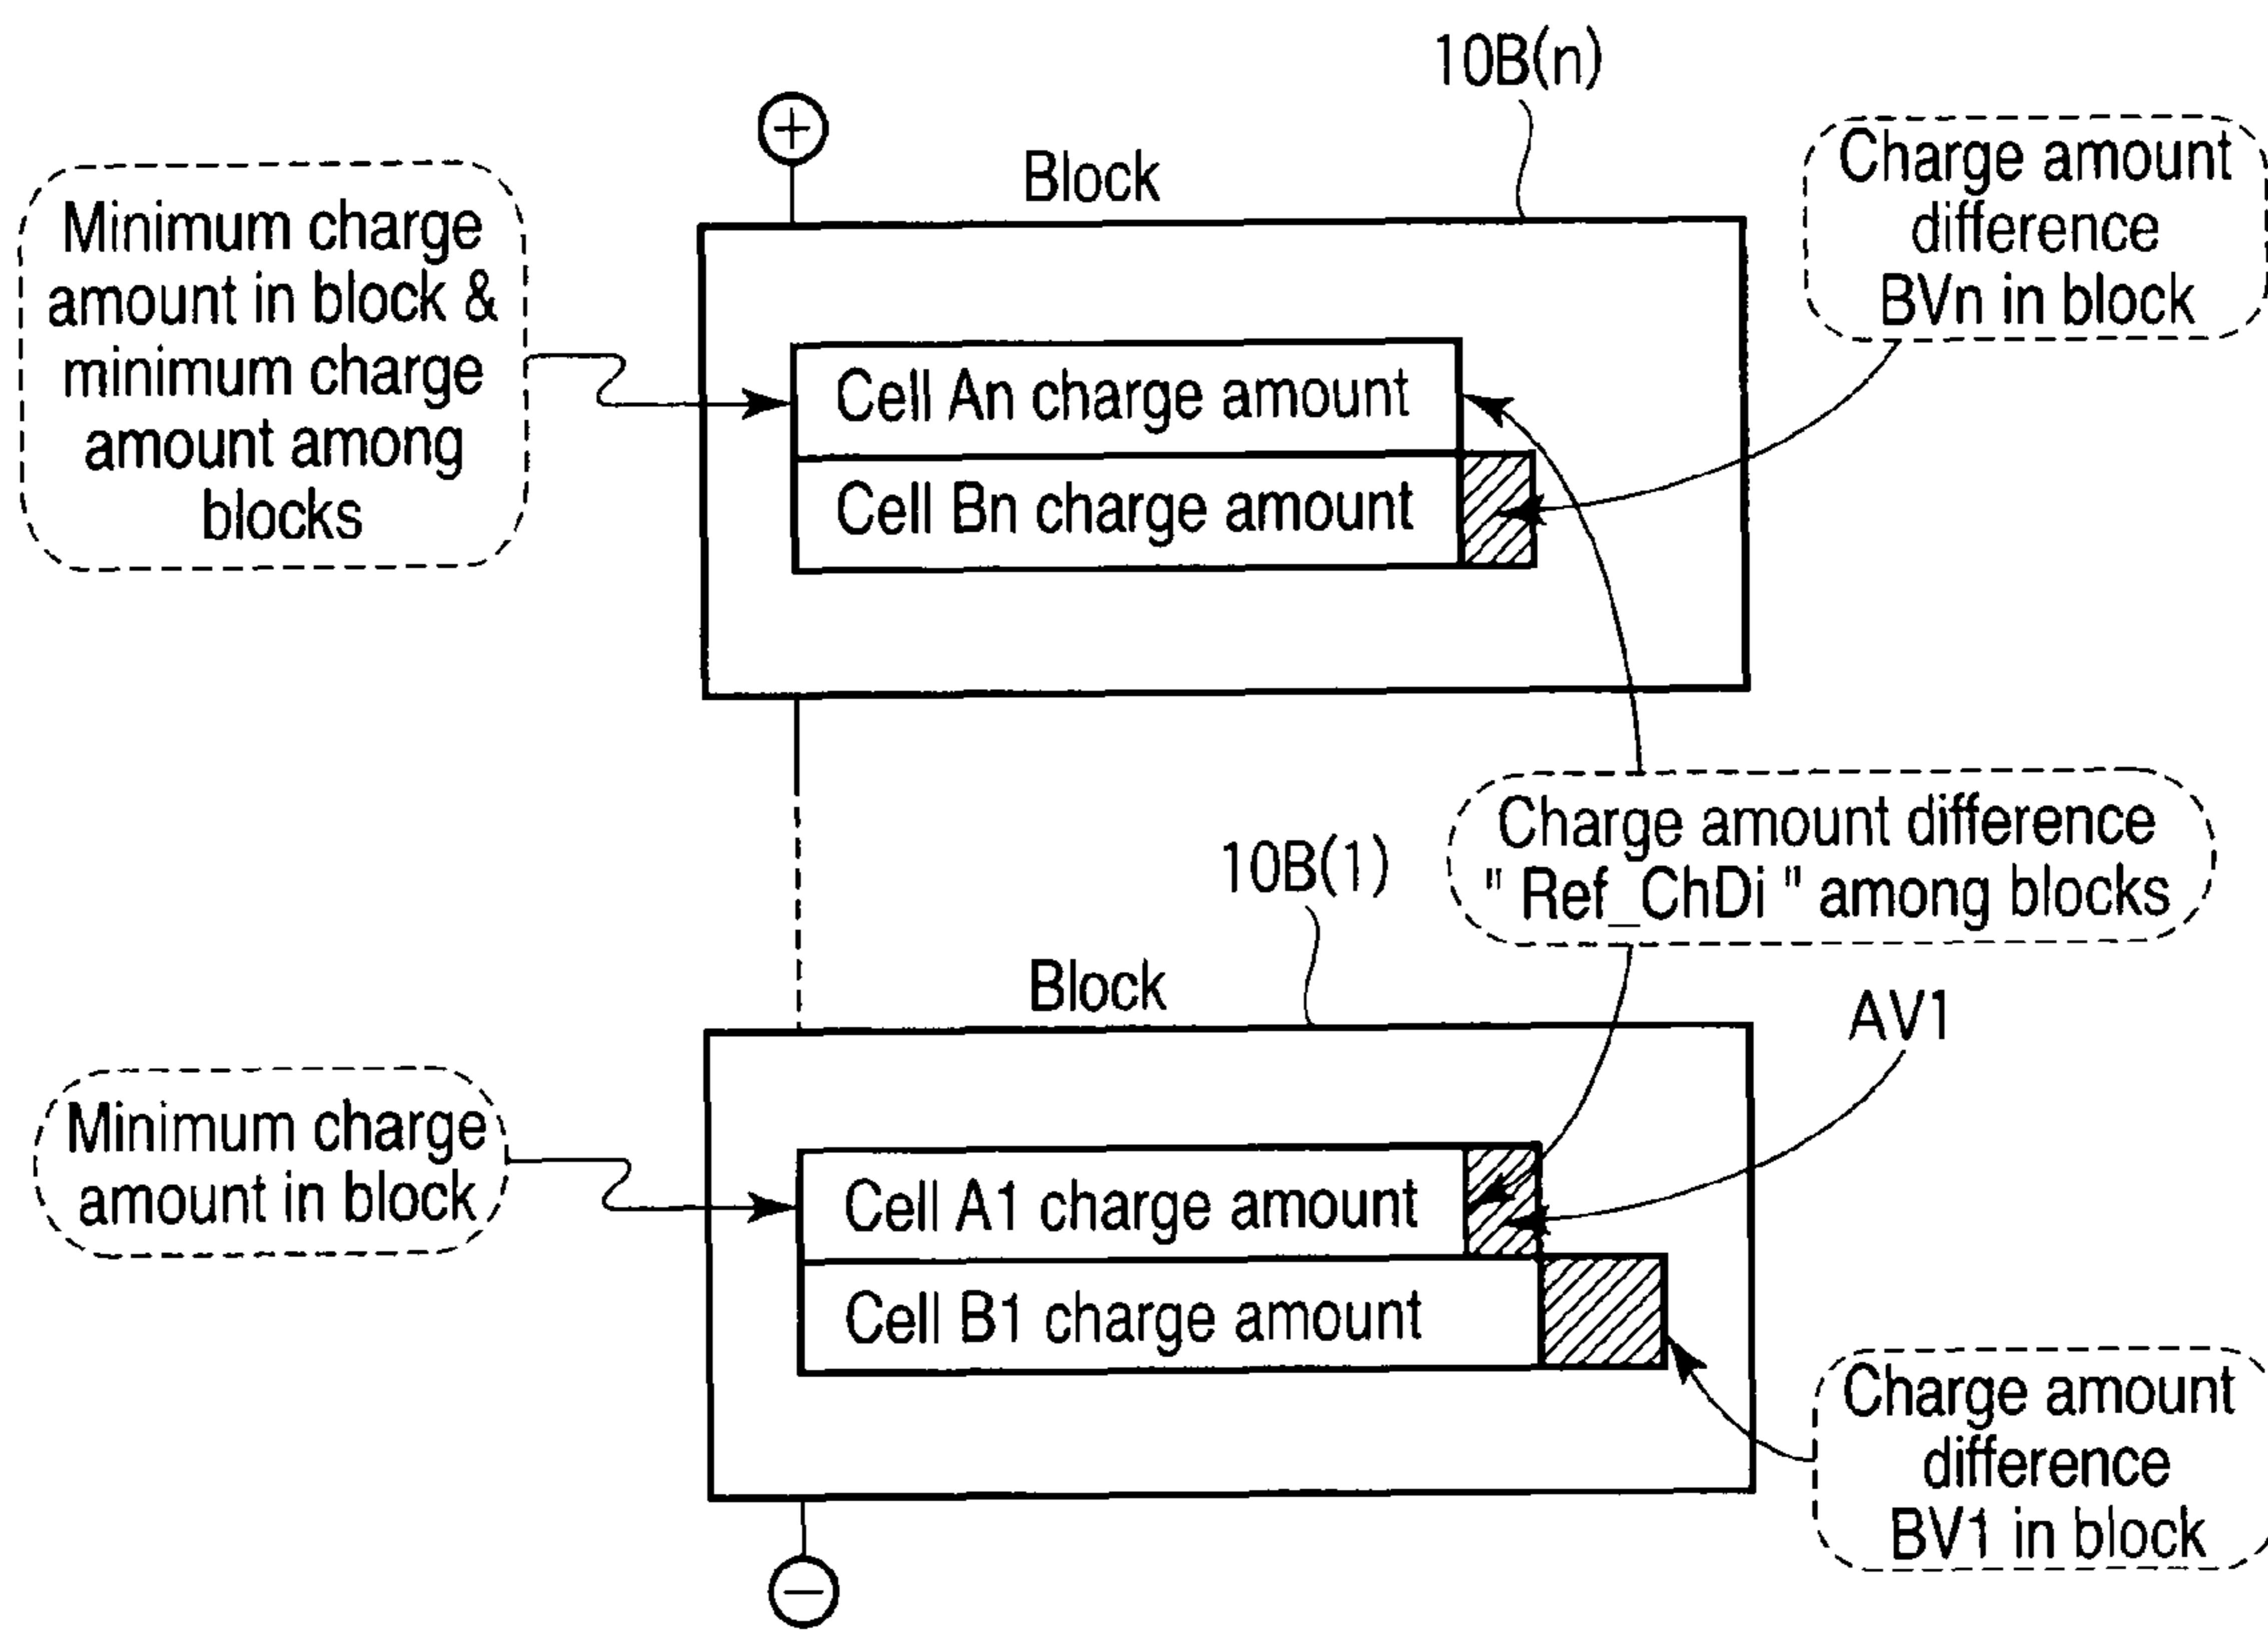 10B(n)
+
Block
Charge amount
difference
BVn in block
Minimum charge
amount in block &
minimum charge
amount among
blocks
Cell An charge amount
Cell Bn charge amount
Charge amount difference
" Ref_ChDi " among blocks
10B(1)
Block
AV1
Minimum charge
amount in block
Cell A1 charge amount
Cell B1 charge amount
Charge amount
difference
BV1 in block
−